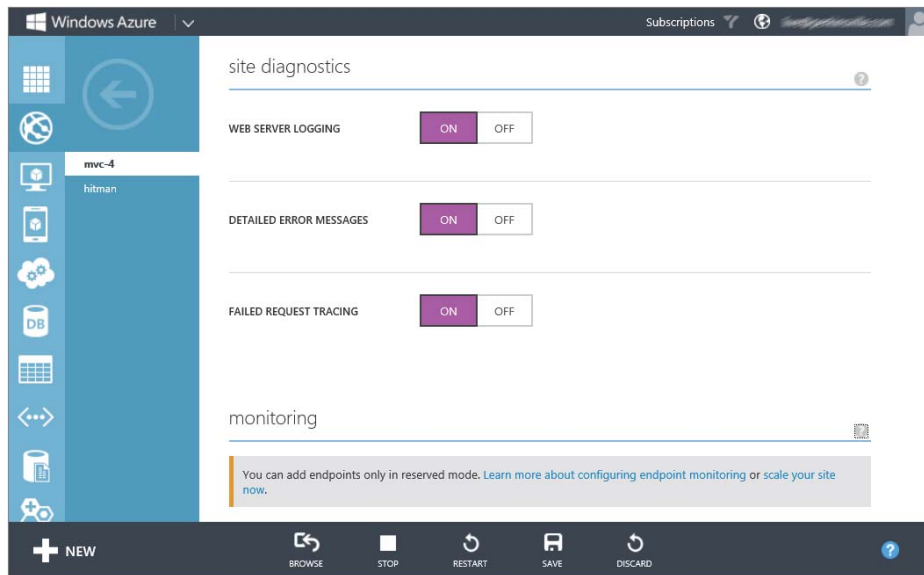 Windows Azure
Subscriptions
site diagnostics
?
WEB SERVER LOGGING ON OFF
mvc-4
hitman
DETAILED ERROR MESSAGES ON OFF
FAILED REQUEST TRACING ON OFF
DB
monitoring
?
You can add endpoints only in reserved mode. Learn more about configuring endpoint monitoring or scale your site
now.
NEW
BROWSE STOP RESTART SAVE DISCARD
?